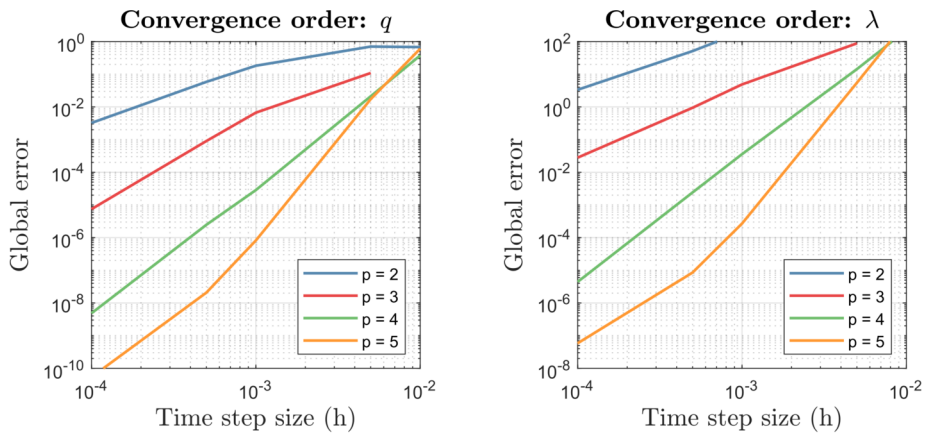 Convergence order: q
Global error
10^0
10^-2
10^-4
10^-6
10^-8
10^-10
p = 2
p = 3
p = 4
p = 5
10^-4
10^-3
10^-2
Time step size (h)
Convergence order: λ
Global error
10^2
10^0
10^-2
10^-4
10^-6
10^-8
p = 2
p = 3
p = 4
p = 5
10^-4
10^-3
10^-2
Time step size (h)